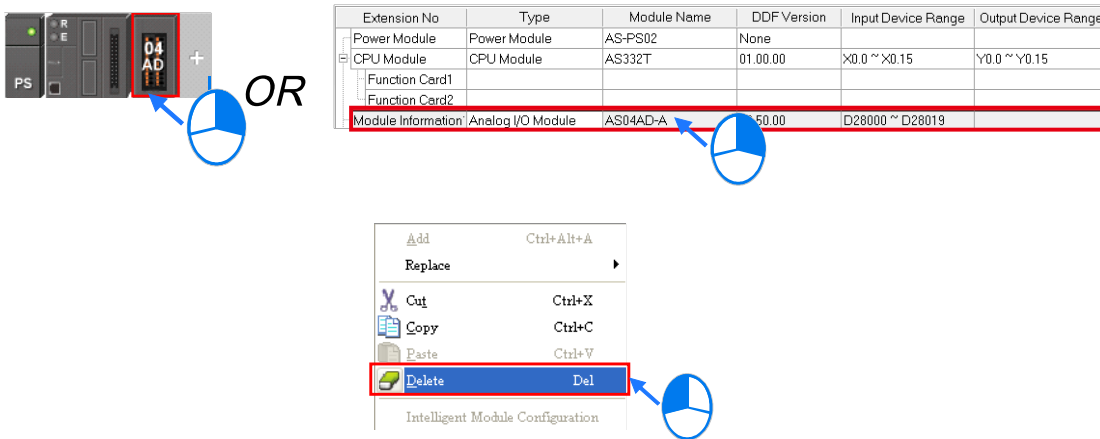 R
E
PS
04
AD
+
OR
Extension No Type Module Name DDF Version Input Device Range Output Device Range
Power Module Power Module AS-PS02 None
CPU Module CPU Module AS332T 01.00.00 X0.0 ~ X0.15 Y0.0 ~ Y0.15
Function Card1
Function Card2
Module Information Analog I/O Module AS04AD-A 50.00 D28000 ~ D28019
Add Ctrl+Alt+A
Replace
Cut Ctrl+X
Copy Ctrl+C
Paste Ctrl+V
Delete Del
Intelligent Module Configuration